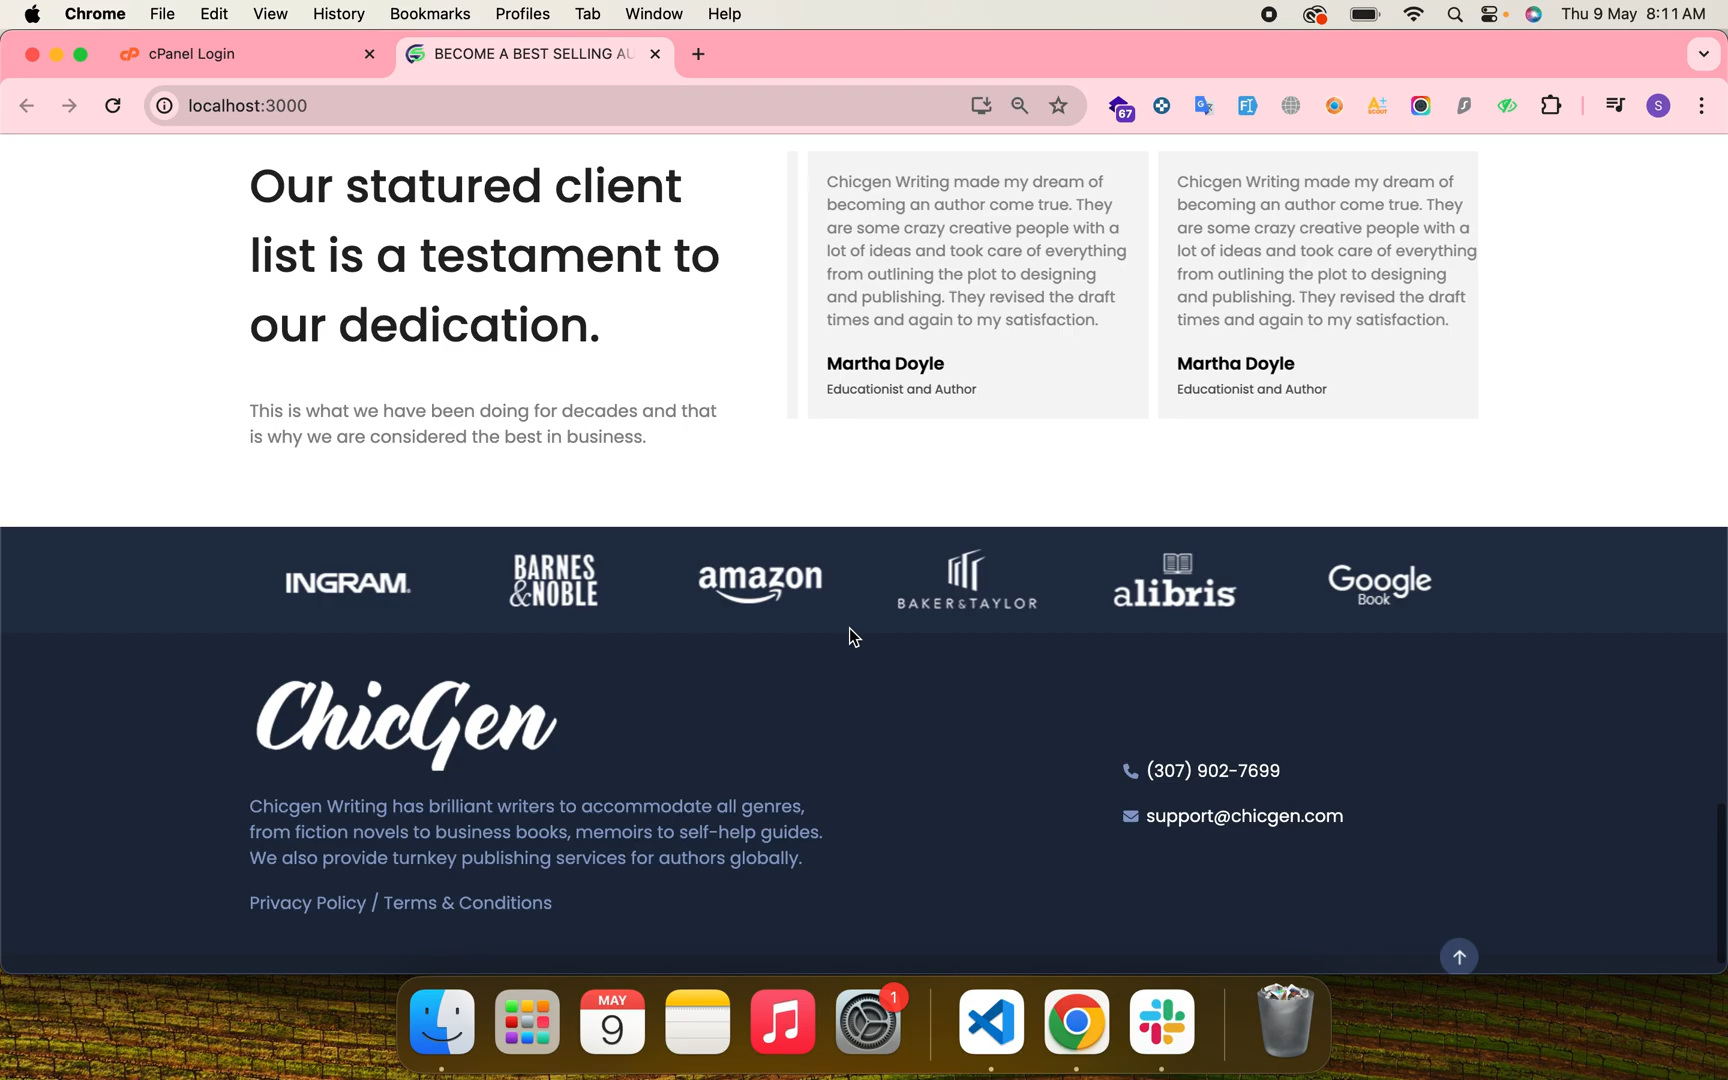 Chrome File Edit View History Bookmarks Profiles Tab Window Help Thu 9 May 8:11 AM
cPanel Login BECOME A BEST SELLING AU
localhost:3000
67
S
Our statured client
list is a testament to
our dedication.
This is what we have been doing for decades and that
is why we are considered the best in business.
Chicgen Writing made my dream of
becoming an author come true. They
are some crazy creative people with a
lot of ideas and took care of everything
from outlining the plot to designing
and publishing. They revised the draft
times and again to my satisfaction.
Martha Doyle
Educationist and Author
Chicgen Writing made my dream of
becoming an author come true. They
are some crazy creative people with a
lot of ideas and took care of everything
from outlining the plot to designing
and publishing. They revised the draft
times and again to my satisfaction.
Martha Doyle
Educationist and Author
INGRAM.
BARNES
&NOBLE
amazon
BAKER & TAYLOR
alibris
Google
Book
ChicGen
Chicgen Writing has brilliant writers to accommodate all genres,
from fiction novels to business books, memoirs to self-help guides.
We also provide turnkey publishing services for authors globally.
Privacy Policy / Terms & Conditions
(307) 902-7699
support@chicgen.com
MAY
9
1